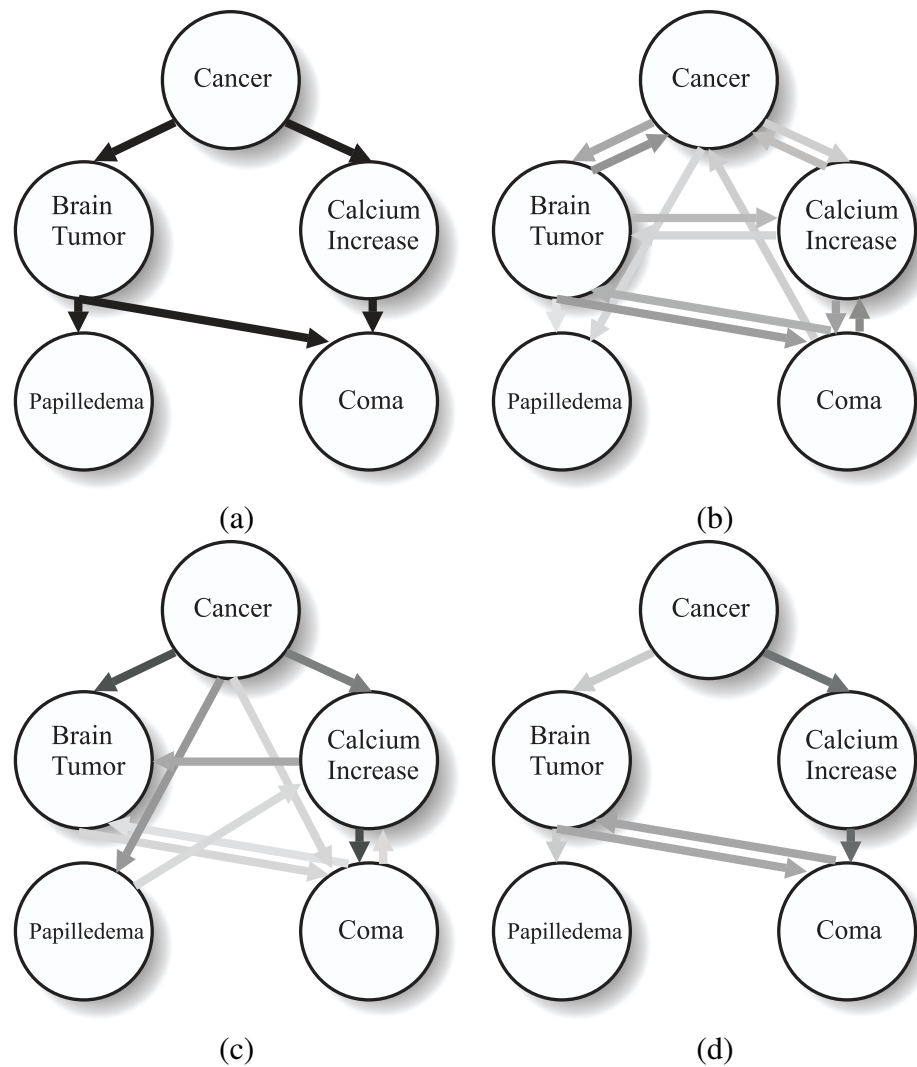 Cancer
Brain
Tumor
Calcium
Increase
Papilledema
Coma
(a)
Cancer
Brain
Tumor
Calcium
Increase
Papilledema
Coma
(b)
Cancer
Brain
Tumor
Calcium
Increase
Papilledema
Coma
(c)
Cancer
Brain
Tumor
Calcium
Increase
Papilledema
Coma
(d)